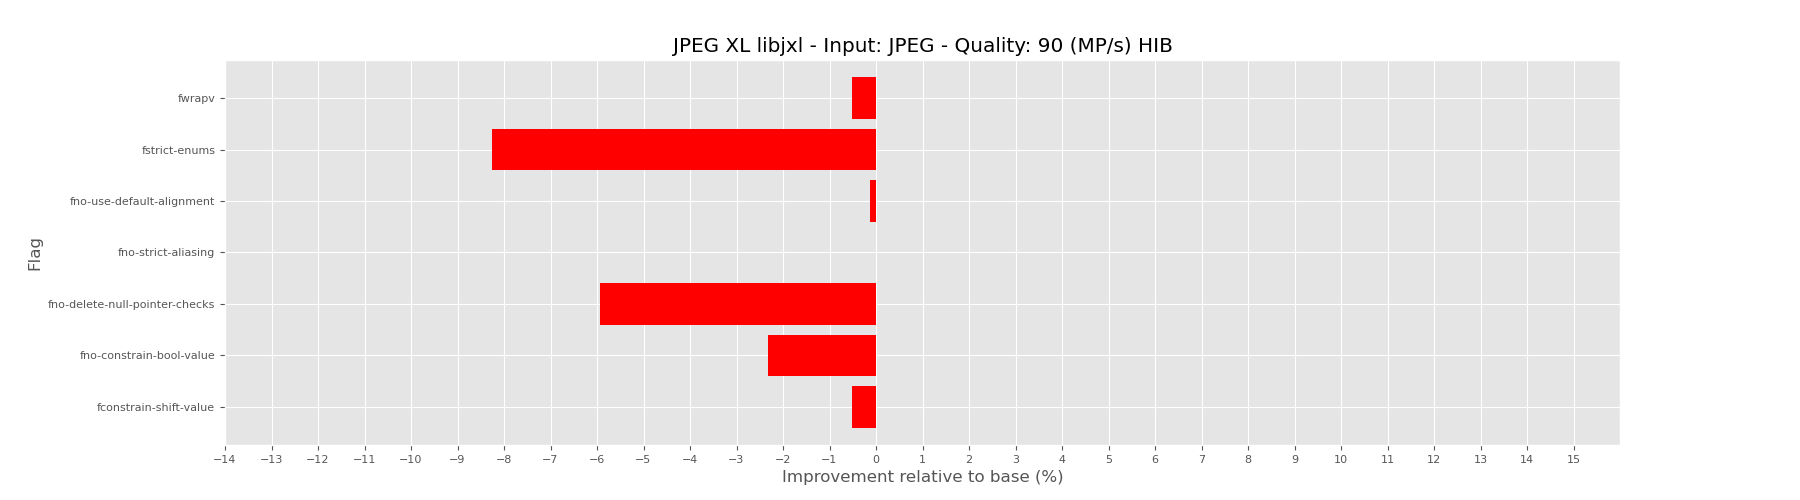 JPEG XL libjxl - Input: JPEG - Quality: 90 (MP/s) HIB
Flag
fwrapv
fstrict-enums
fno-use-default-alignment
fno-strict-aliasing
fno-delete-null-pointer-checks
fno-constrain-bool-value
fconstrain-shift-value
−14 −13 −12 −11 −10 −9 −8 −7 −6 −5 −4 −3 −2 −1 0 1 2 3 4 5 6 7 8 9 10 11 12 13 14 15
Improvement relative to base (%)